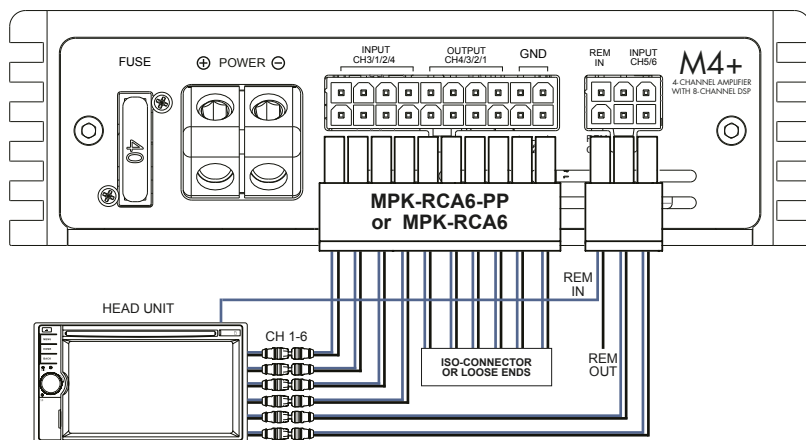 FUSE
⊕ POWER ⊖
INPUT
CH3/1/2/4
OUTPUT
CH4/3/2/1
GND
REM
IN
INPUT
CH5/6
M4+
4-CHANNEL AMPLIFIER
WITH 8-CHANNEL DSP
40
MPK-RCA6-PP
or MPK-RCA6
REM
IN
HEAD UNIT
CH 1-6
ISO-CONNECTOR
OR LOOSE ENDS
REM
OUT